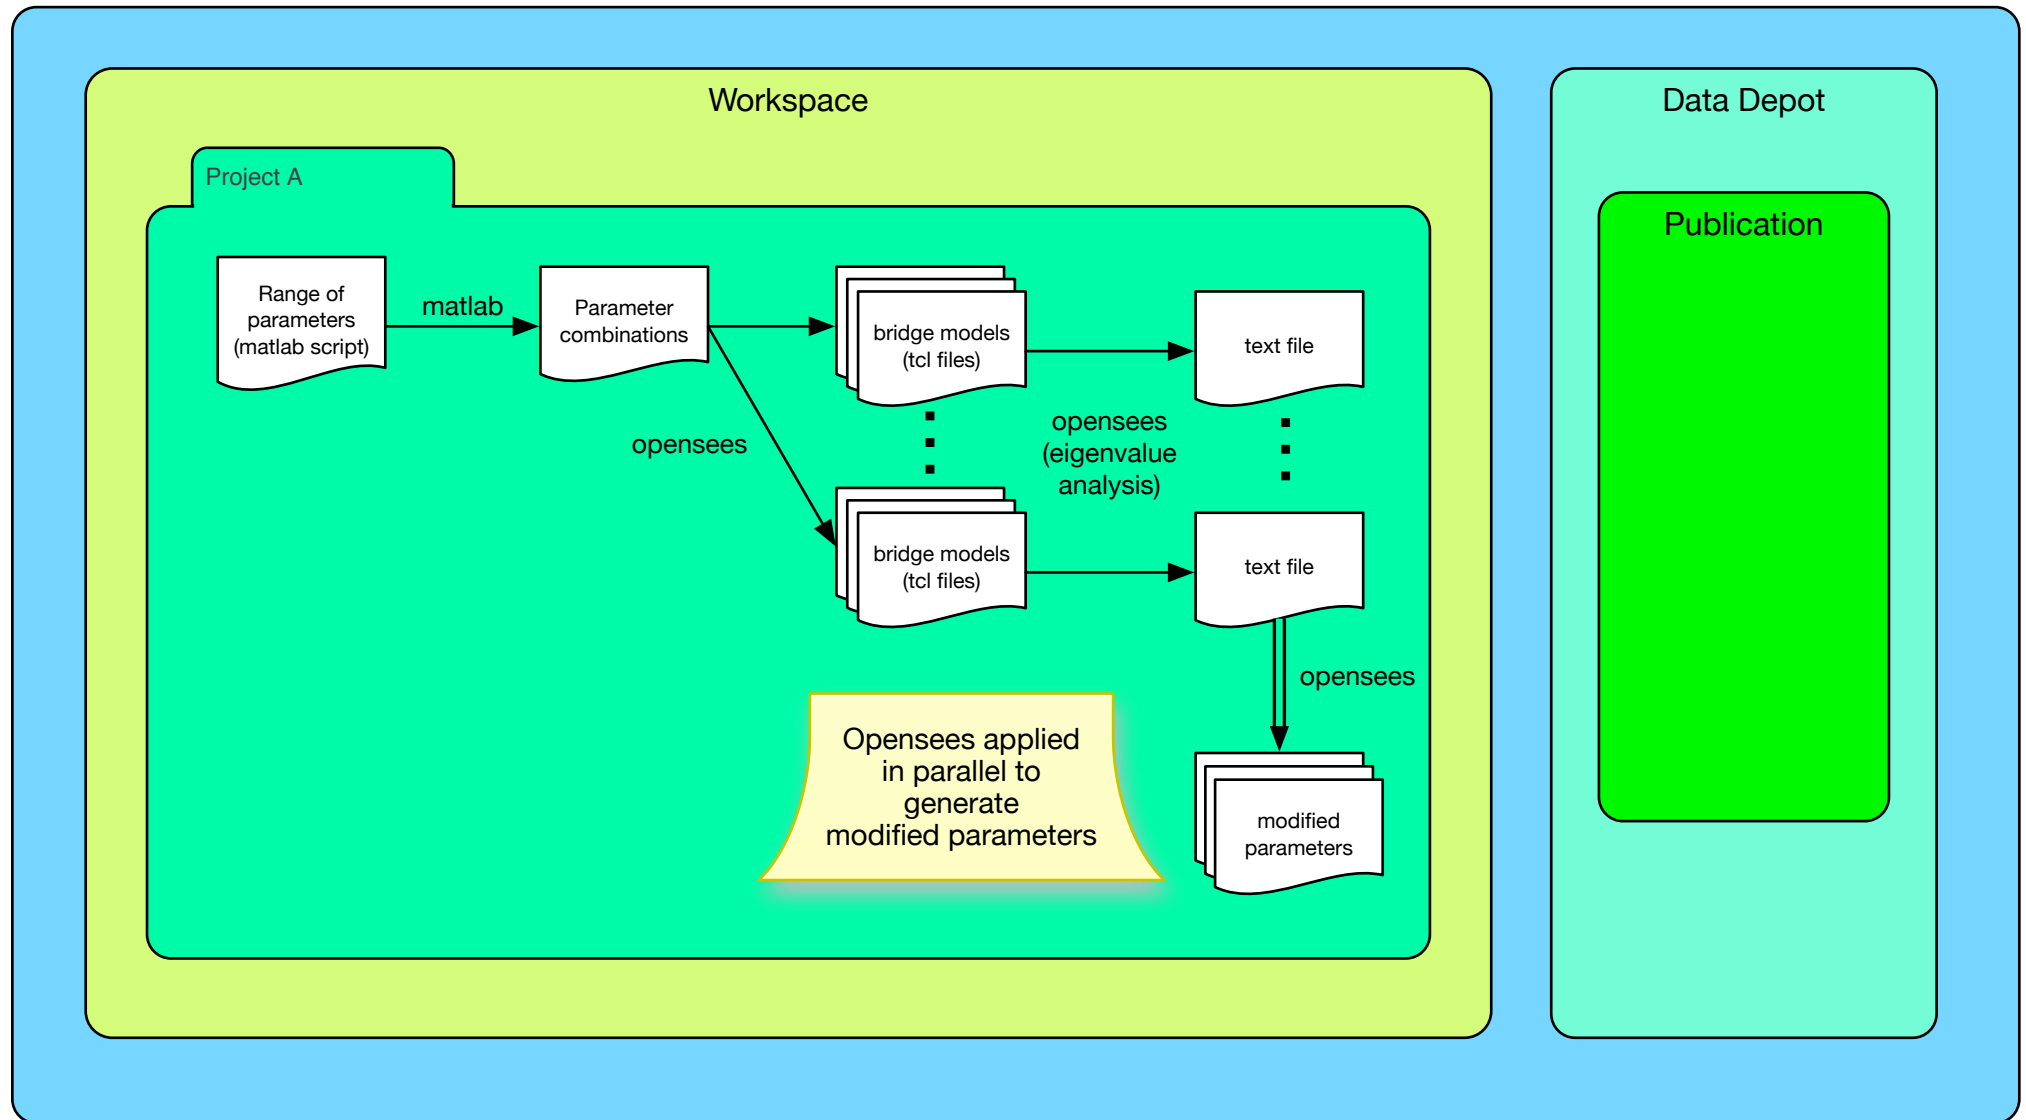 Workspace
Data Depot
Project A
Publication
Range of
parameters
(matlab script)
matlab
Parameter
combinations
bridge models
(tcl files)
text file
opensees
opensees
(eigenvalue
analysis)
bridge models
(tcl files)
text file
opensees
Opensees applied
in parallel to
generate
modified parameters
modified
parameters